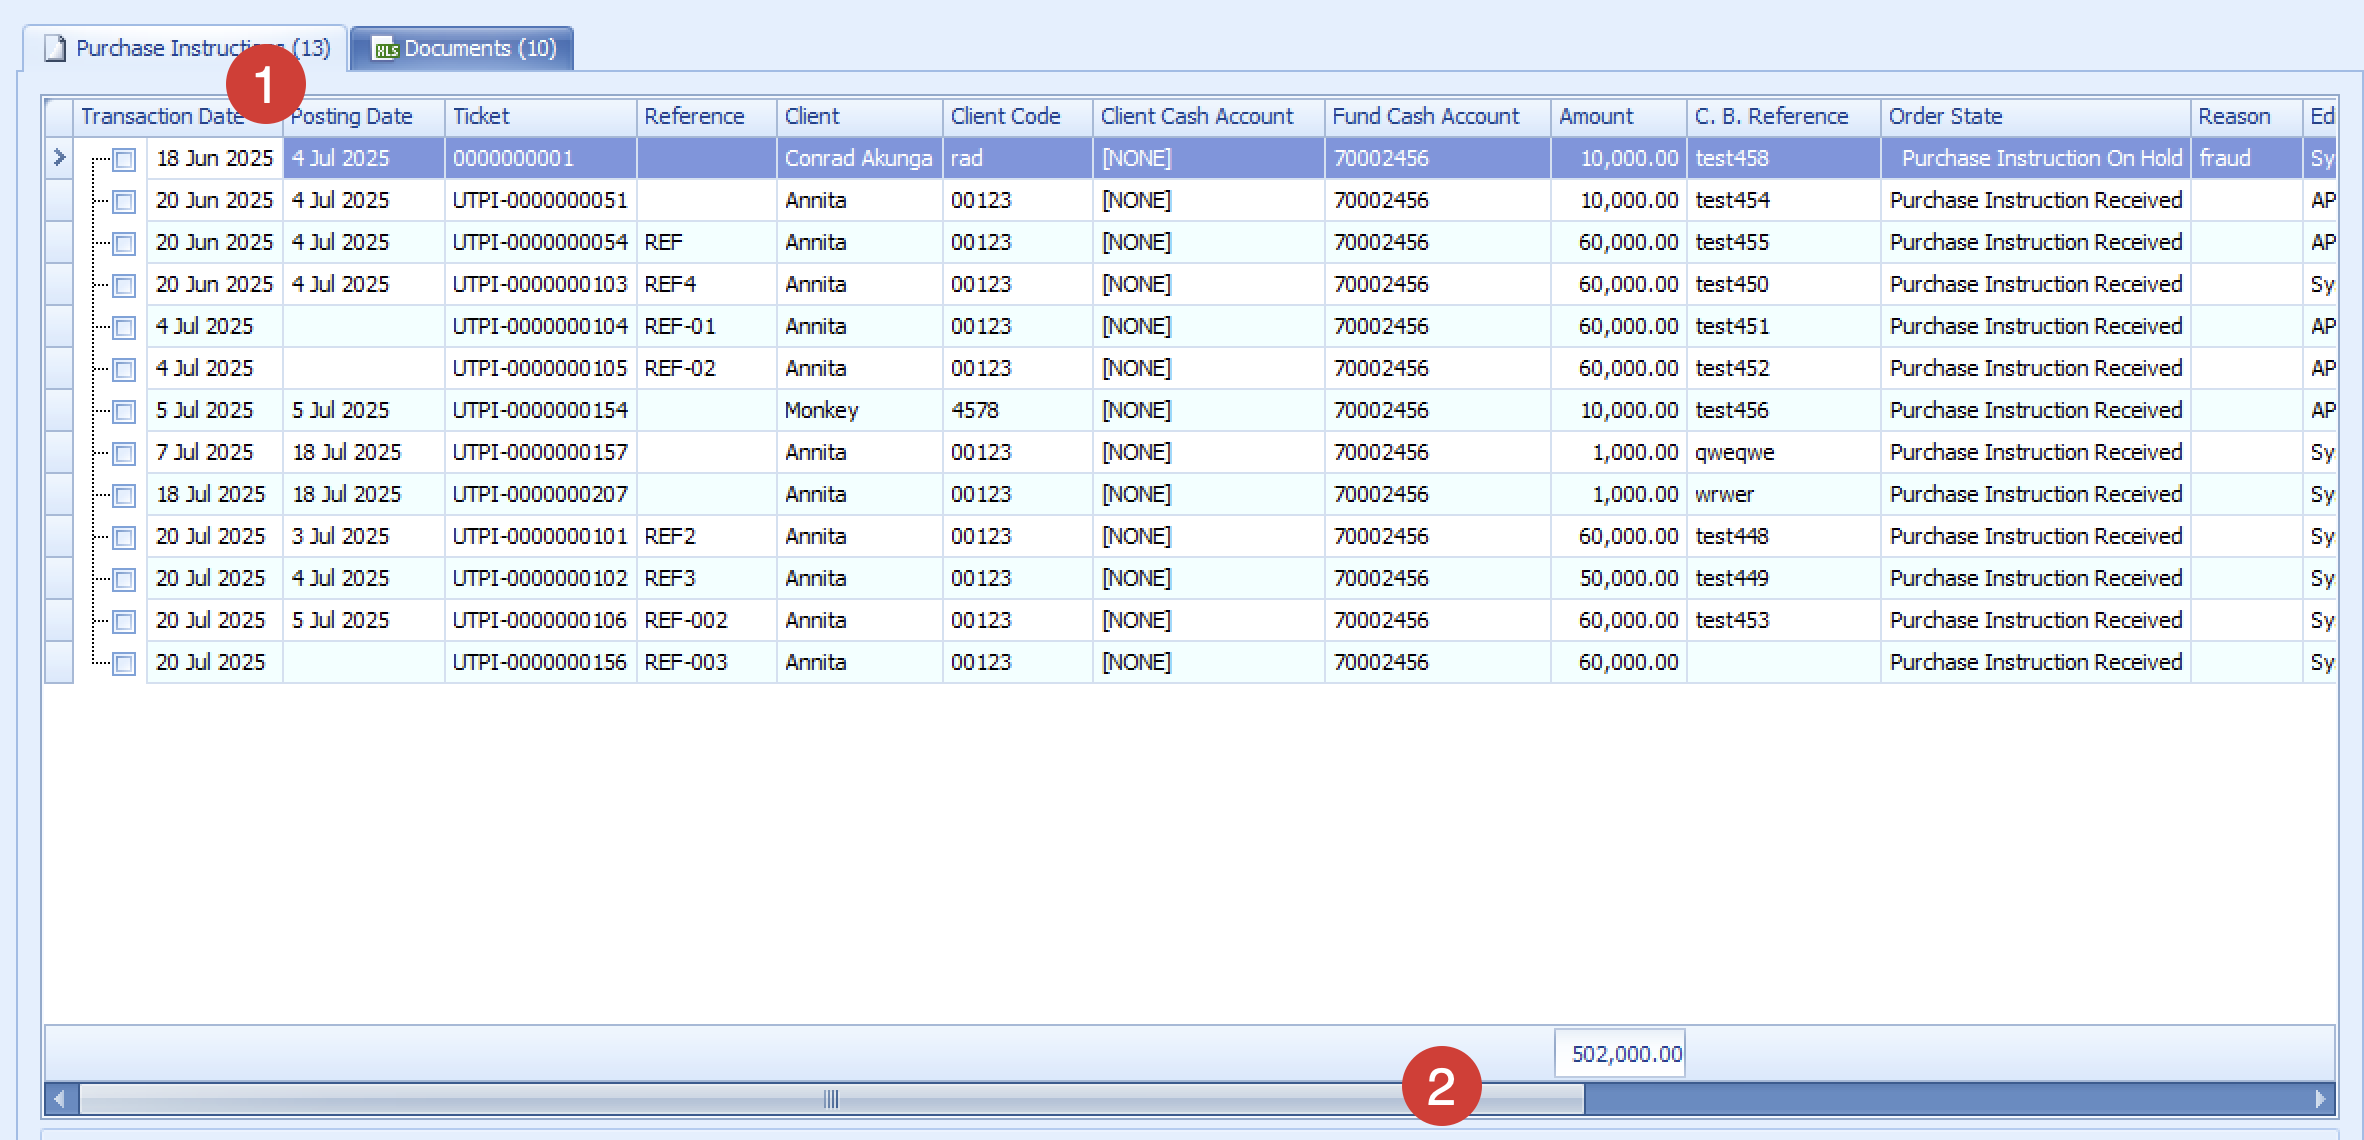 Purchase Instructions (13) Documents (10)
1
Transaction Date Posting Date Ticket Reference Client Client Code Client Cash Account Fund Cash Account Amount C. B. Reference Order State Reason Ed
18 Jun 2025 4 Jul 2025 0000000001 Conrad Akunga rad [NONE] 70002456 10,000.00 test458 Purchase Instruction On Hold fraud Sy
20 Jun 2025 4 Jul 2025 UTPI-0000000051 Annita 00123 [NONE] 70002456 10,000.00 test454 Purchase Instruction Received AP
20 Jun 2025 4 Jul 2025 UTPI-0000000054 REF Annita 00123 [NONE] 70002456 60,000.00 test455 Purchase Instruction Received AP
20 Jun 2025 4 Jul 2025 UTPI-0000000103 REF4 Annita 00123 [NONE] 70002456 60,000.00 test450 Purchase Instruction Received Sy
4 Jul 2025 UTPI-0000000104 REF-01 Annita 00123 [NONE] 70002456 60,000.00 test451 Purchase Instruction Received AP
4 Jul 2025 UTPI-0000000105 REF-02 Annita 00123 [NONE] 70002456 60,000.00 test452 Purchase Instruction Received AP
5 Jul 2025 5 Jul 2025 UTPI-0000000154 Monkey 4578 [NONE] 70002456 10,000.00 test456 Purchase Instruction Received AP
7 Jul 2025 18 Jul 2025 UTPI-0000000157 Annita 00123 [NONE] 70002456 1,000.00 qweqwe Purchase Instruction Received Sy
18 Jul 2025 18 Jul 2025 UTPI-0000000207 Annita 00123 [NONE] 70002456 1,000.00 wrwer Purchase Instruction Received Sy
20 Jul 2025 3 Jul 2025 UTPI-0000000101 REF2 Annita 00123 [NONE] 70002456 60,000.00 test448 Purchase Instruction Received Sy
20 Jul 2025 4 Jul 2025 UTPI-0000000102 REF3 Annita 00123 [NONE] 70002456 50,000.00 test449 Purchase Instruction Received Sy
20 Jul 2025 5 Jul 2025 UTPI-0000000106 REF-002 Annita 00123 [NONE] 70002456 60,000.00 test453 Purchase Instruction Received Sy
20 Jul 2025 UTPI-0000000156 REF-003 Annita 00123 [NONE] 70002456 60,000.00 Purchase Instruction Received Sy
502,000.00
2